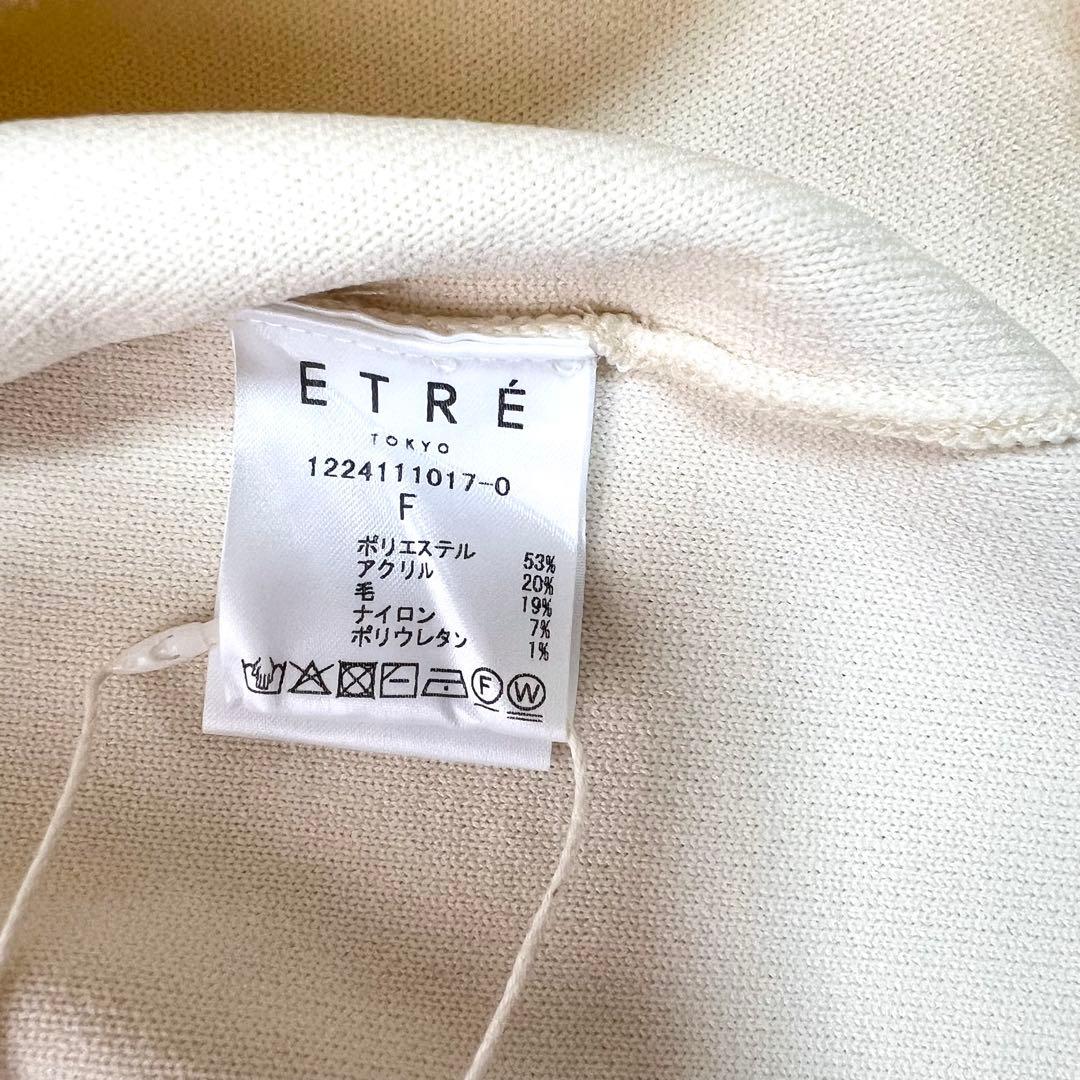 ETRÉ
TOKYO
1224111017-0
F
ポリエステル 53%
アクリル 20%
毛 19%
ナイロン 7%
ポリウレタン 1%
F W